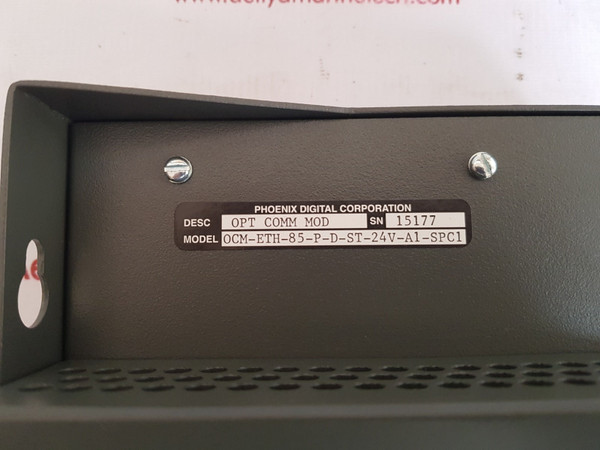 PHOENIX DIGITAL CORPORATION
DESC OPT COMM MOD SN 15177
MODEL OCM-ETH-85-P-D-ST-24V-A1-SPC1